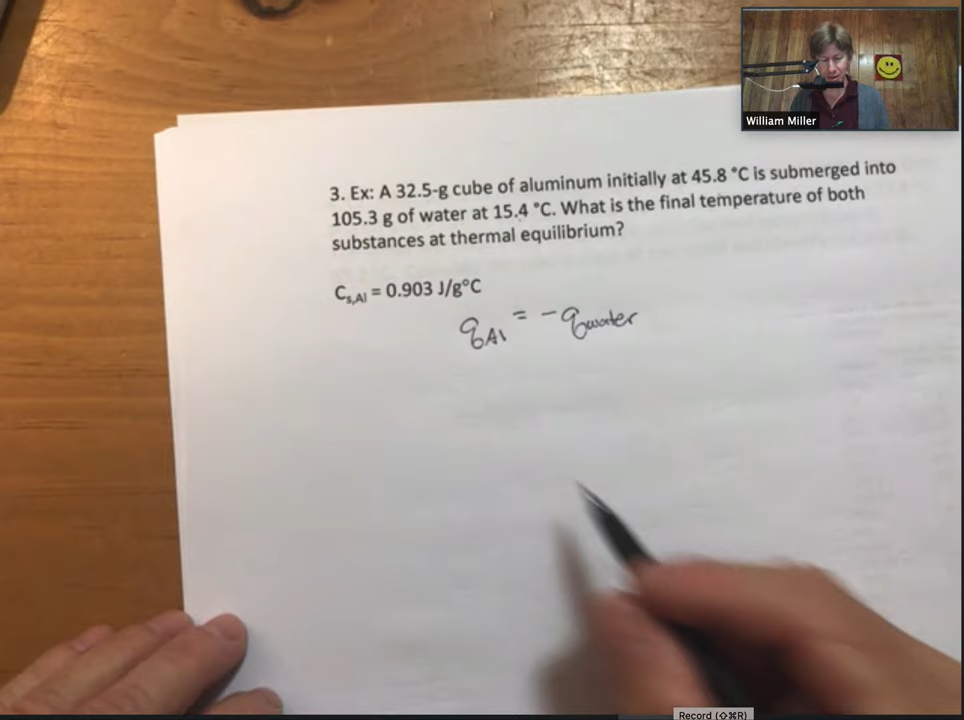 William Miller
3. Ex: A 32.5-g cube of aluminum initially at 45.8 °C is submerged into
105.3 g of water at 15.4 °C. What is the final temperature of both
substances at thermal equilibrium?
Cs,Al = 0.903 J/g°C
qAl = -qwater
Record (⇧⌘R)